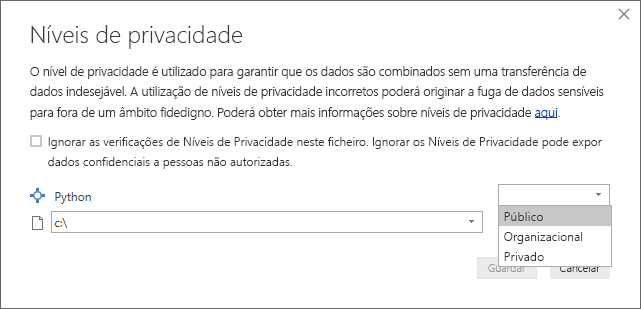 Níveis de privacidade
O nível de privacidade é utilizado para garantir que os dados são combinados sem uma transferência de
dados indesejável. A utilização de níveis de privacidade incorretos poderá originar a fuga de dados sensíveis
para fora de um âmbito fidedigno. Poderá obter mais informações sobre níveis de privacidade aqui.
Ignorar as verificações de Níveis de Privacidade neste ficheiro. Ignorar os Níveis de Privacidade pode expor
dados confidenciais a pessoas não autorizadas.
Python
c:\
Público
Organizacional
Privado
Guardar Cancelar